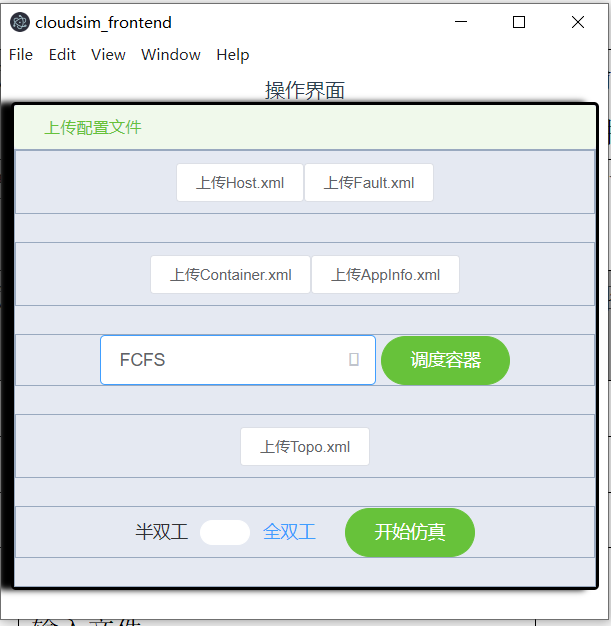 cloudsim_frontend
File Edit View Window Help
操作界面
上传配置文件
上传Host.xml 上传Fault.xml
上传Container.xml 上传AppInfo.xml
FCFS 调度容器
上传Topo.xml
半双工 全双工 开始仿真